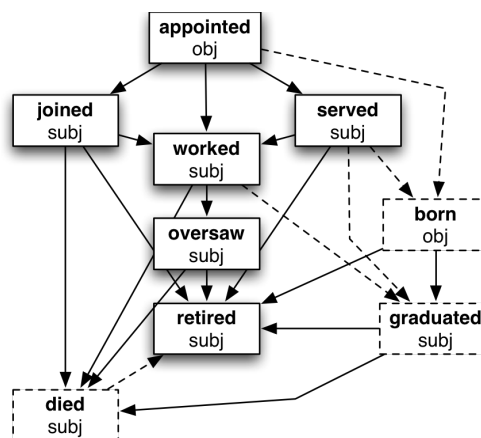 appointed
obj
joined
subj
served
subj
worked
subj
born
obj
oversaw
subj
retired
subj
graduated
subj
died
subj